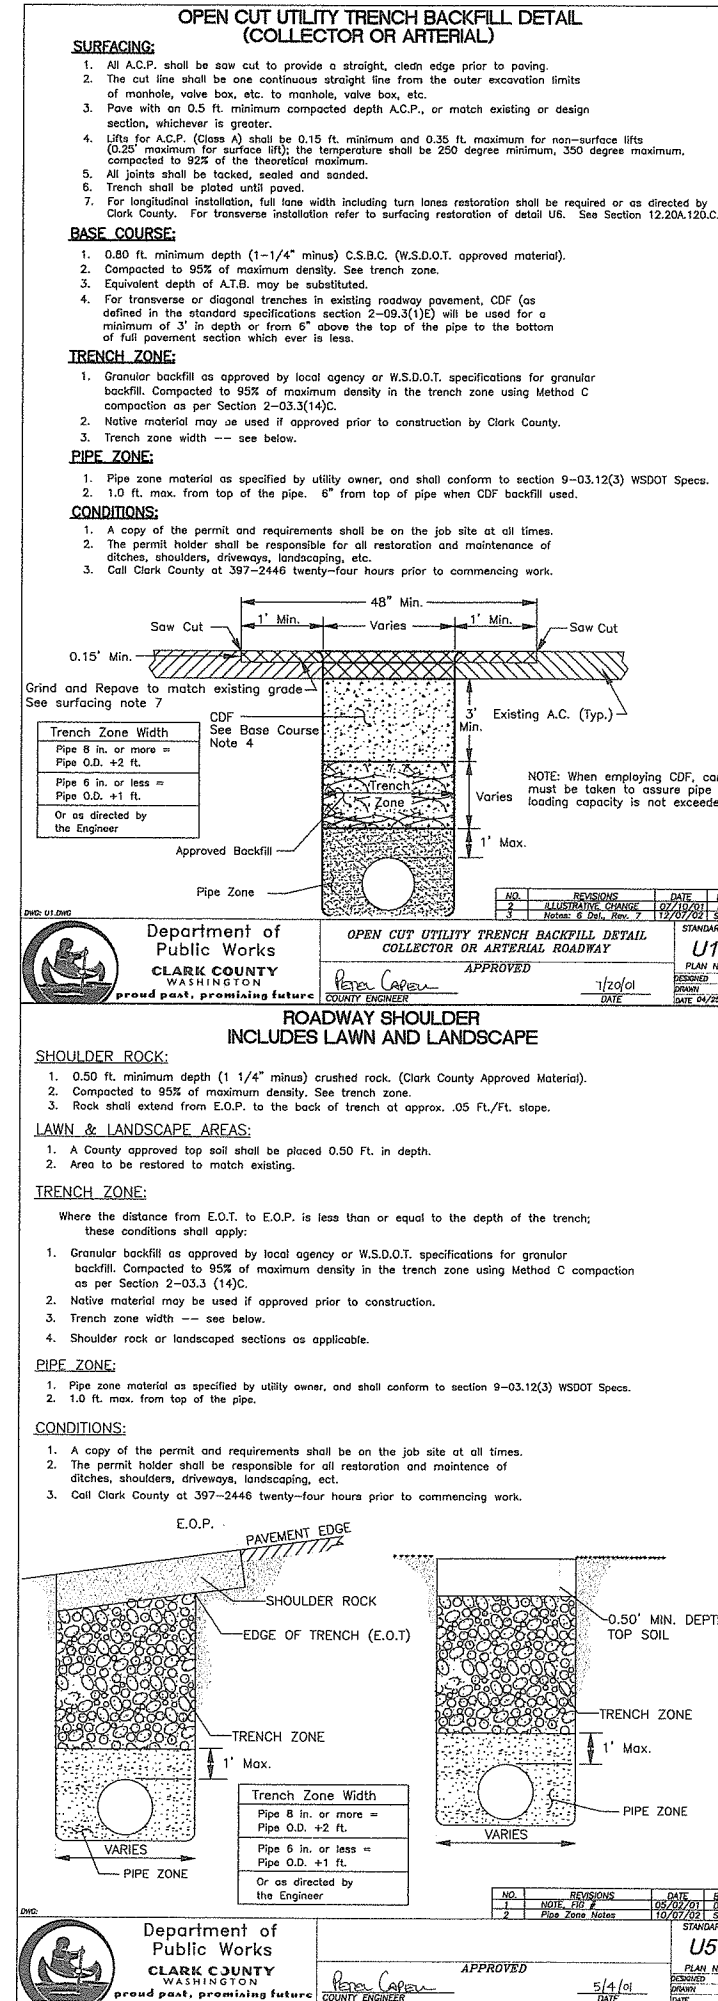 OPEN CUT UTILITY TRENCH BACKFILL DETAIL
(COLLECTOR OR ARTERIAL)
SURFACING:
1. All A.C.P. shall be saw cut to provide a straight, clean edge prior to paving.
2. The cut line shall be one continuous straight line from the outer excavation limits
of manhole, valve box, etc. to manhole, valve box, etc.
3. Pave with an 0.5 ft. minimum compacted depth A.C.P., or match existing or design
section, whichever is greater.
4. Lifts for A.C.P. (Class A) shall be 0.15 ft. minimum and 0.35 ft. maximum for non-surface lifts
(0.25' maximum for surface lift); the temperature shall be 250 degree minimum, 350 degree maximum,
compacted to 92% of the theoretical maximum.
5. All joints shall be tacked, sealed and sanded.
6. Trench shall be plated until paved.
7. For longitudinal installation, full lane width including turn lanes restoration shall be required or as directed by
Clark County. For transverse installation refer to surfacing restoration of detail U6. See Section 12.20A.120.C.
BASE COURSE:
1. 0.80 ft. minimum depth (1-1/4" minus) C.S.B.C. (W.S.D.O.T. approved material).
2. Compacted to 95% of maximum density. See trench zone.
3. Equivalent depth of A.T.B. may be substituted.
4. For transverse or diagonal trenches in existing roadway pavement, CDF (as
defined in the standard specifications section 2-09.3(1)E) will be used for a
minimum of 3' in depth or from 6" above the top of the pipe to the bottom
of full pavement section which ever is less.
TRENCH ZONE:
1. Granular backfill as approved by local agency or W.S.D.O.T. specifications for granular
backfill. Compacted to 95% of maximum density in the trench zone using Method C
compaction as per Section 2-03.3(14)C.
2. Native material may be used if approved prior to construction by Clark County.
3. Trench zone width -- see below.
PIPE ZONE:
1. Pipe zone material as specified by utility owner, and shall conform to section 9-03.12(3) WSDOT Specs.
2. 1.0 ft. max. from top of the pipe. 6" from top of pipe when CDF backfill used.
CONDITIONS:
1. A copy of the permit and requirements shall be on the job site at all times.
2. The permit holder shall be responsible for all restoration and maintenance of
ditches, shoulders, driveways, landscaping, etc.
3. Call Clark County at 397-2446 twenty-four hours prior to commencing work.
48" Min.
Saw Cut 1' Min. Varies 1' Min. Saw Cut
0.15' Min.
Grind and Repave to match existing grade
See surfacing note 7
CDF
See Base Course
Note 4
3'
Min.
Existing A.C. (Typ.)
Trench Zone Width
Pipe 8 in. or more =
Pipe O.D. +2 ft.
Pipe 6 in. or less =
Pipe O.D. +1 ft.
Or as directed by
the Engineer
Trench
Zone
Varies
NOTE: When employing CDF, car
must be taken to assure pipe
loading capacity is not exceede
Approved Backfill
1' Max.
Pipe Zone
NO. REVISIONS DATE
2 ILLUSTRATIVE CHANGE 07/10/01
3 Notes: 6 Del., Rev. 7 12/07/02 S
DWG: U1.DWG
Department of
Public Works
CLARK COUNTY
WASHINGTON
proud past, promising future
OPEN CUT UTILITY TRENCH BACKFILL DETAIL
COLLECTOR OR ARTERIAL ROADWAY
APPROVED
Peter Capell
COUNTY ENGINEER
7/20/01
DATE
STANDAR
U1
PLAN N
DESIGNED
DRAWN
DATE 04/25
ROADWAY SHOULDER
INCLUDES LAWN AND LANDSCAPE
SHOULDER ROCK:
1. 0.50 ft. minimum depth (1 1/4" minus) crushed rock. (Clark County Approved Material).
2. Compacted to 95% of maximum density. See trench zone.
3. Rock shall extend from E.O.P. to the back of trench at approx. .05 Ft./Ft. slope.
LAWN & LANDSCAPE AREAS:
1. A County approved top soil shall be placed 0.50 Ft. in depth.
2. Area to be restored to match existing.
TRENCH ZONE:
Where the distance from E.O.T. to E.O.P. is less than or equal to the depth of the trench;
these conditions shall apply:
1. Granular backfill as approved by local agency or W.S.D.O.T. specifications for granular
backfill. Compacted to 95% of maximum density in the trench zone using Method C compaction
as per Section 2-03.3 (14)C.
2. Native material may be used if approved prior to construction.
3. Trench zone width -- see below.
4. Shoulder rock or landscaped sections as applicable.
PIPE ZONE:
1. Pipe zone material as specified by utility owner, and shall conform to section 9-03.12(3) WSDOT Specs.
2. 1.0 ft. max. from top of the pipe.
CONDITIONS:
1. A copy of the permit and requirements shall be on the job site at all times.
2. The permit holder shall be responsible for all restoration and maintence of
ditches, shoulders, driveways, landscaping, ect.
3. Call Clark County at 397-2446 twenty-four hours prior to commencing work.
E.O.P.
PAVEMENT EDGE
SHOULDER ROCK
EDGE OF TRENCH (E.O.T)
0.50' MIN. DEPT
TOP SOIL
TRENCH ZONE
TRENCH ZONE
1' Max.
1' Max.
Trench Zone Width
Pipe 8 in. or more =
Pipe O.D. +2 ft.
Pipe 6 in. or less =
Pipe O.D. +1 ft.
Or as directed by
the Engineer
PIPE ZONE
VARIES
VARIES
PIPE ZONE
NO. REVISIONS DATE
1 NOTE, FIG # 05/02/01
2 Pipe Zone Notes 10/07/02 S
DWG:
Department of
Public Works
CLARK COUNTY
WASHINGTON
proud past, promising future
APPROVED
Peter Capell
COUNTY ENGINEER
5/4/01
DATE
STANDAR
U5
PLAN N
DESIGNED
DRAWN
DATE